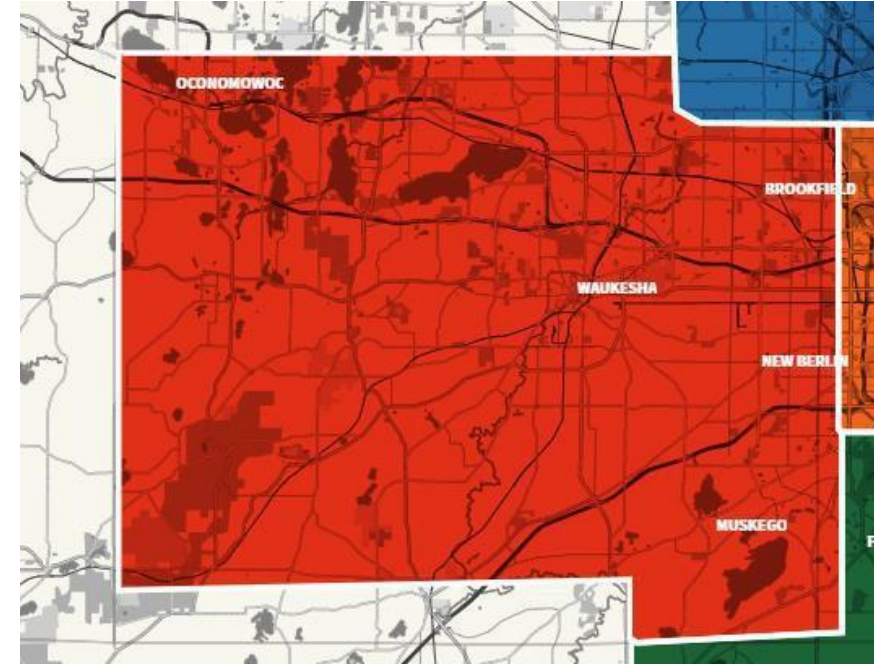 OCONOMOWOC
BROOKFIELD
WAUKESHA
NEW BERLIN
MUSKEGO
F